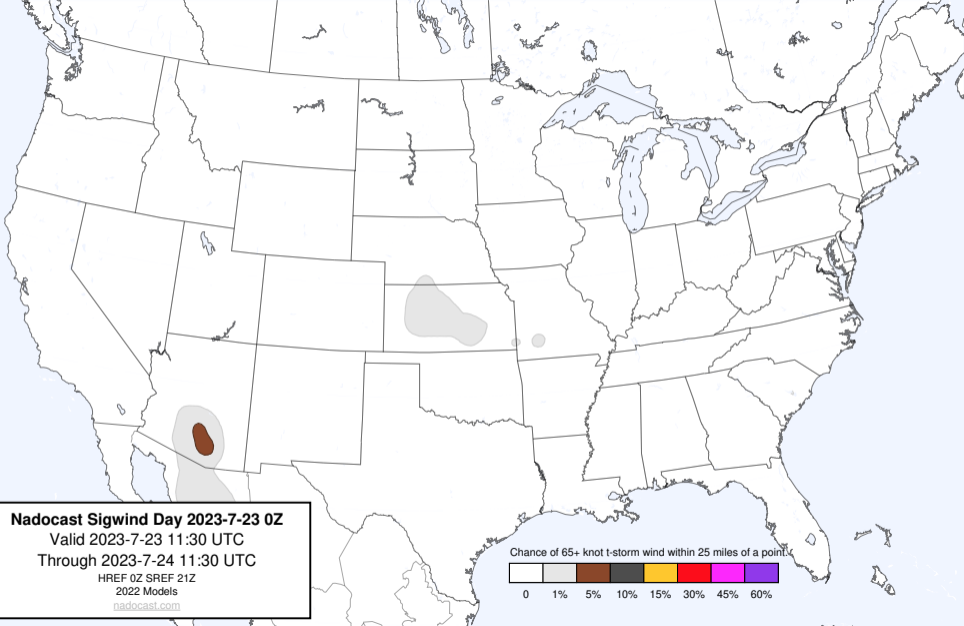 Nadocast Sigwind Day 2023-7-23 0Z
Valid 2023-7-23 11:30 UTC
Through 2023-7-24 11:30 UTC
HREF 0Z SREF 21Z
2022 Models
nadocast.com
Chance of 65+ knot t-storm wind within 25 miles of a point.
0 1% 5% 10% 15% 30% 45% 60%